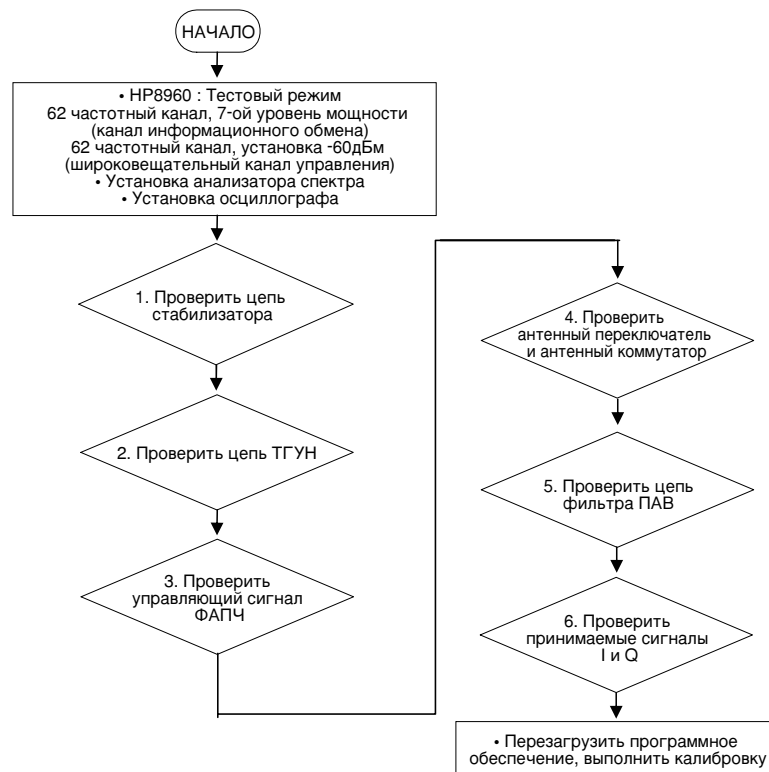 НАЧАЛО
• HP8960 : Тестовый режим
62 частотный канал, 7-ой уровень мощности
(канал информационного обмена)
62 частотный канал, установка -60дБм
(широковещательный канал управления)
• Установка анализатора спектра
• Установка осциллографа
1. Проверить цепь
стабилизатора
2. Проверить цепь ТГУН
3. Проверить
управляющий сигнал
ФАПЧ
4. Проверить
антенный переключатель
и антенный коммутатор
5. Проверить цепь
фильтра ПАВ
6. Проверить
принимаемые сигналы
I и Q
• Перезагрузить программное
обеспечение, выполнить калибровку